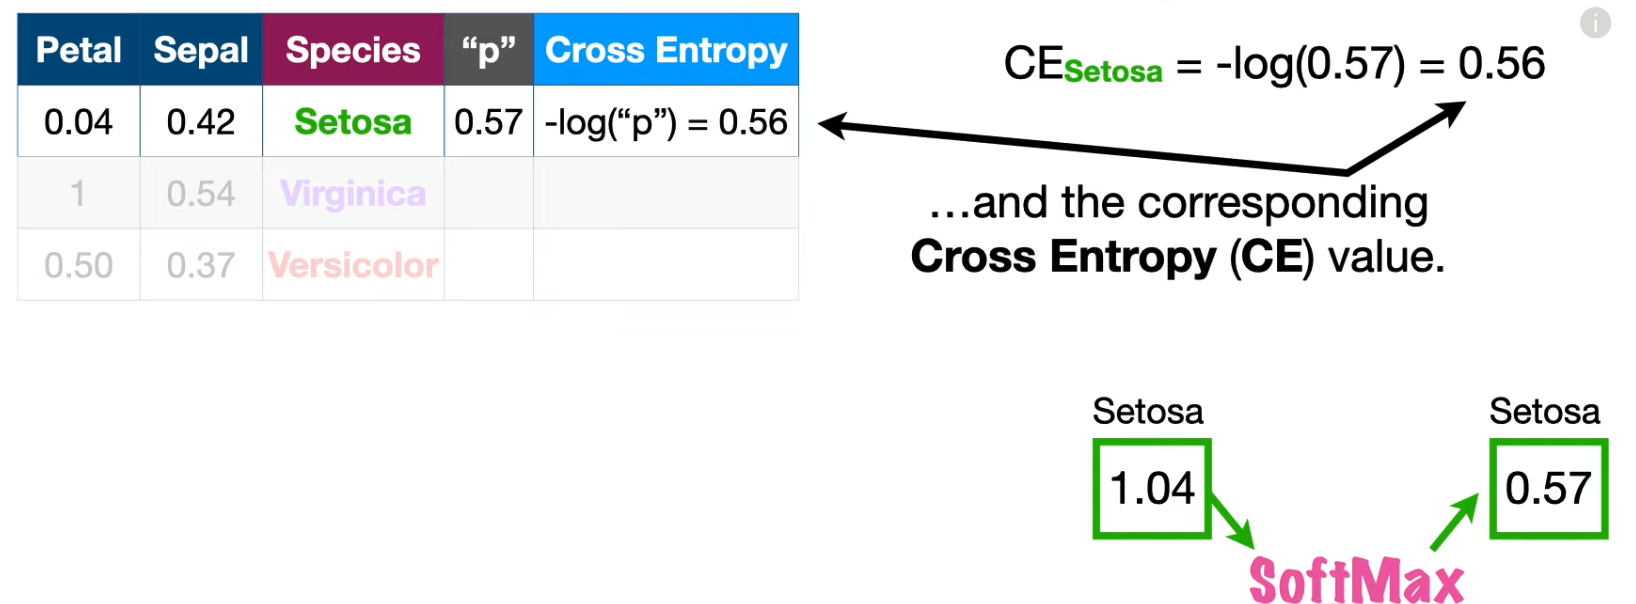 Petal Sepal Species “p” Cross Entropy
0.04 0.42 Setosa 0.57 -log(“p”) = 0.56
1 0.54 Virginica
0.50 0.37 Versicolor
CESetosa = -log(0.57) = 0.56
…and the corresponding
Cross Entropy (CE) value.
Setosa
1.04
Setosa
0.57
SoftMax
i